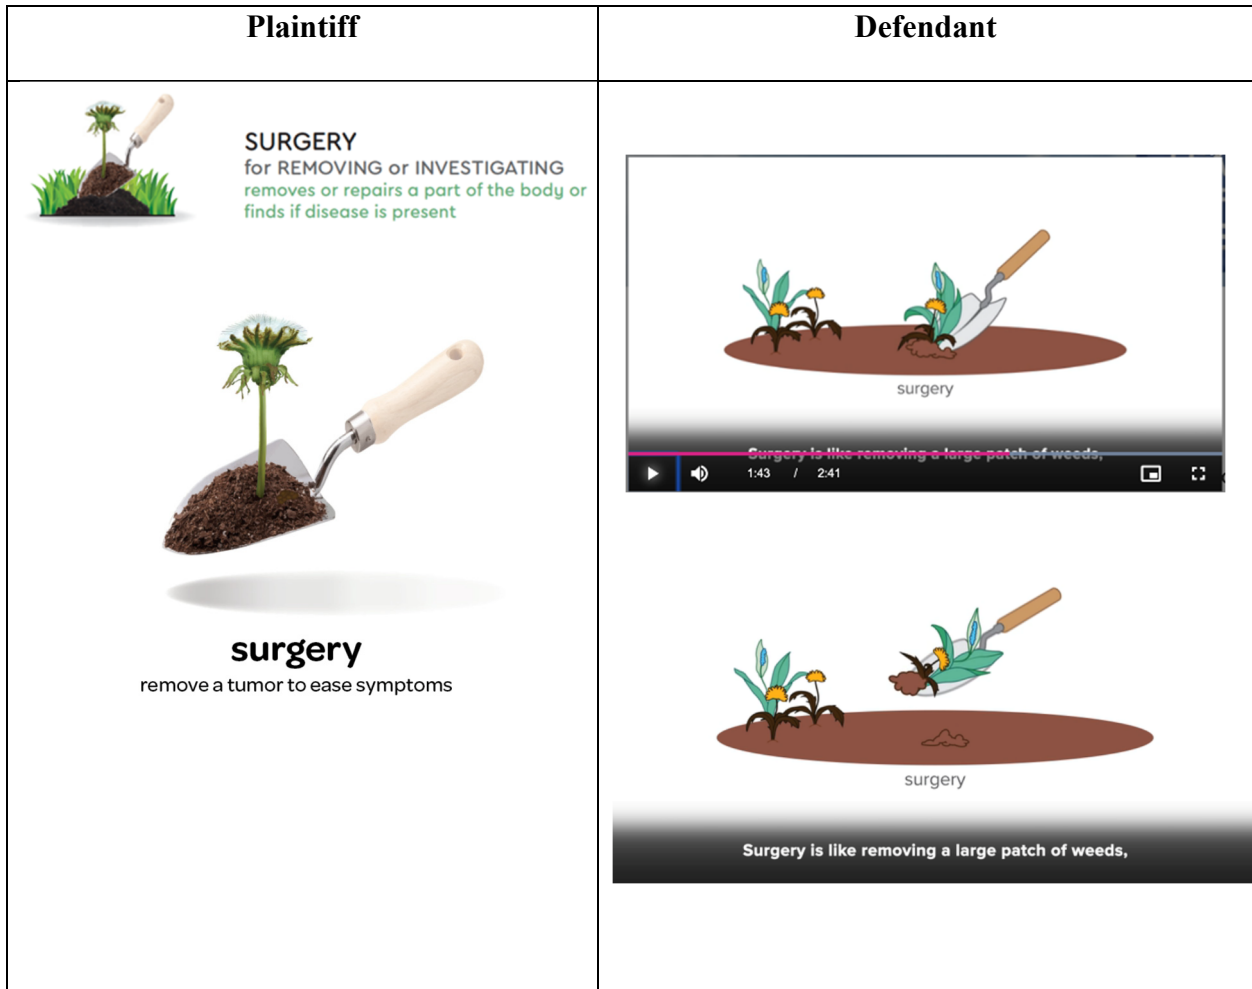 Plaintiff
Defendant
SURGERY
for REMOVING or INVESTIGATING
removes or repairs a part of the body or
finds if disease is present
surgery
remove a tumor to ease symptoms
surgery
Surgery is like removing a large patch of weeds,
1:43 / 2:41
surgery
Surgery is like removing a large patch of weeds,